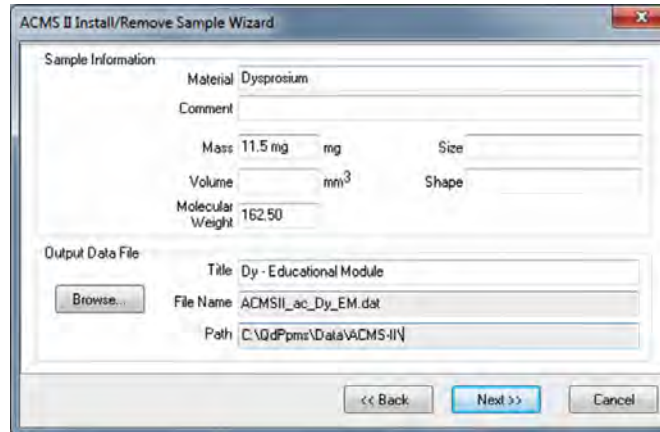 ACMS II Install/Remove Sample Wizard
Sample Information
Material Dysprosium
Comment
Mass 11.5 mg mg Size
Volume mm3 Shape
Molecular
Weight 162.50
Output Data File
Title Dy - Educational Module
Browse... File Name ACMSII_ac_Dy_EM.dat
Path C:\QdPpms\Data\ACMS-II\
<< Back Next >> Cancel